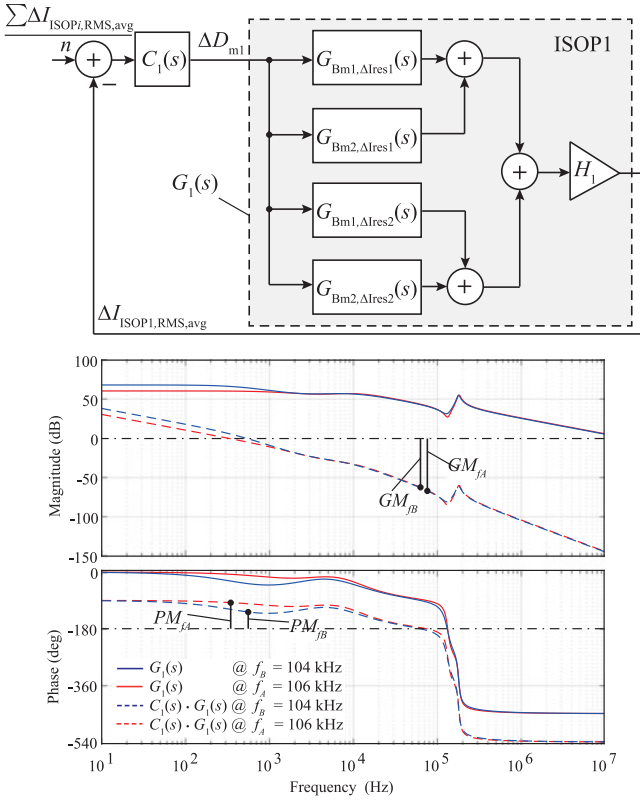 ∑ΔI_ISOPi,RMS,avg
n
ΔD_m1
ISOP1
C_1(s)
G_Bm1,ΔIres1(s)
G_Bm2,ΔIres1(s)
G_1(s)
H_1
G_Bm1,ΔIres2(s)
G_Bm2,ΔIres2(s)
ΔI_ISOP1,RMS,avg
+
−
+
+
+
Magnitude (dB)
100
50
0
-50
-100
-150
GM_fA
GM_fB
Phase (deg)
0
-180
-360
-540
PM_fA
PM_fB
G_1(s) @ f_B = 104 kHz
G_1(s) @ f_A = 106 kHz
C_1(s) · G_1(s) @ f_B = 104 kHz
C_1(s) · G_1(s) @ f_A = 106 kHz
10^1 10^2 10^3 10^4 10^5 10^6 10^7
Frequency (Hz)